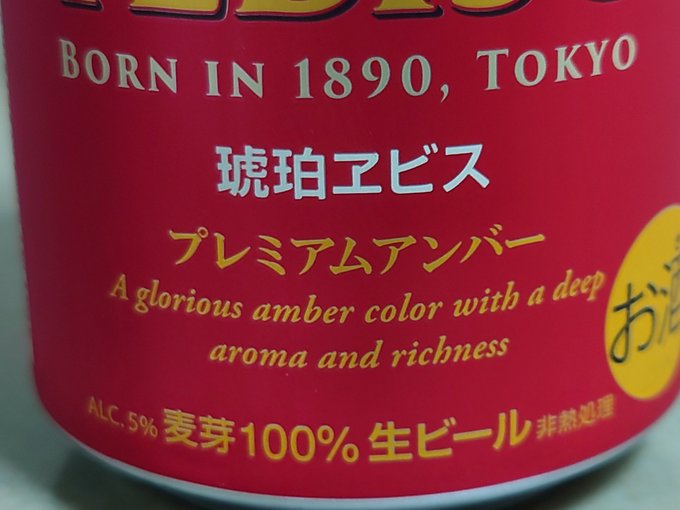 BORN IN 1890, TOKYO
琥珀ヱビス
プレミアムアンバー
A glorious amber color with a deep
aroma and richness
お酒
ALC. 5% 麦芽100% 生ビール 非熱処理